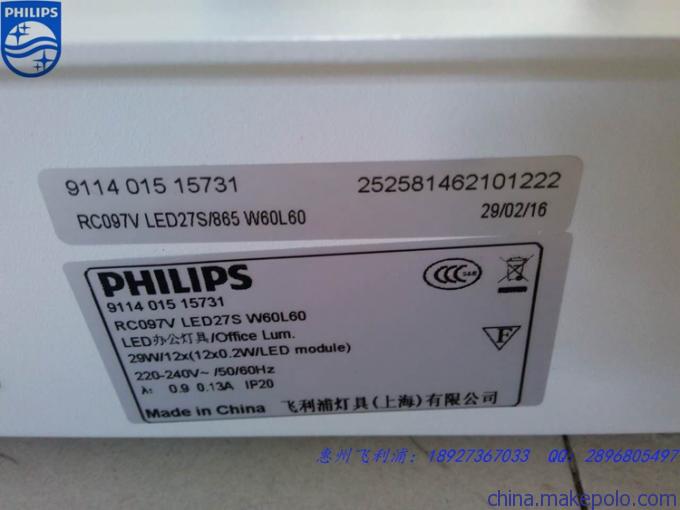 PHILIPS
PHILIPS
9114 015 15731 252581462101222
RC097V LED27S/865 W60L60 29/02/16
PHILIPS
9114 015 15731
RC097V LED27S W60L60
LED办公灯具/Office Lum.
29W/12x(12x0.2W/LED module)
220-240V~ /50/60Hz
λ: 0.9 0.13A IP20
Made in China 飞利浦灯具(上海)有限公司
CCC
F
惠州飞利浦：18927367033 QQ：2896805497
china.makepolo.com